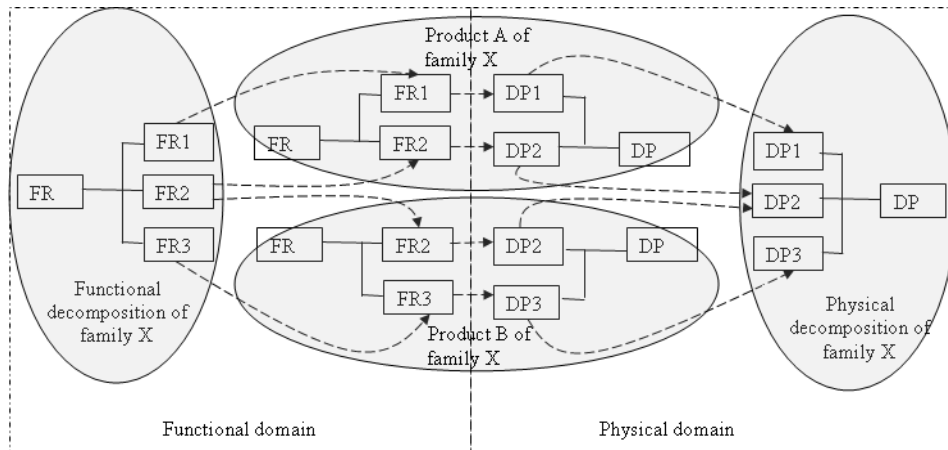 Product A of
family X
FR1
DP1
FR1
FR
FR2
DP2
DP
DP1
FR
FR2
DP2
DP
FR
FR2
DP2
DP
FR3
DP3
FR3
DP3
Functional
decomposition of
family X
Physical
decomposition of
family X
Product B of
family X
Functional domain
Physical domain